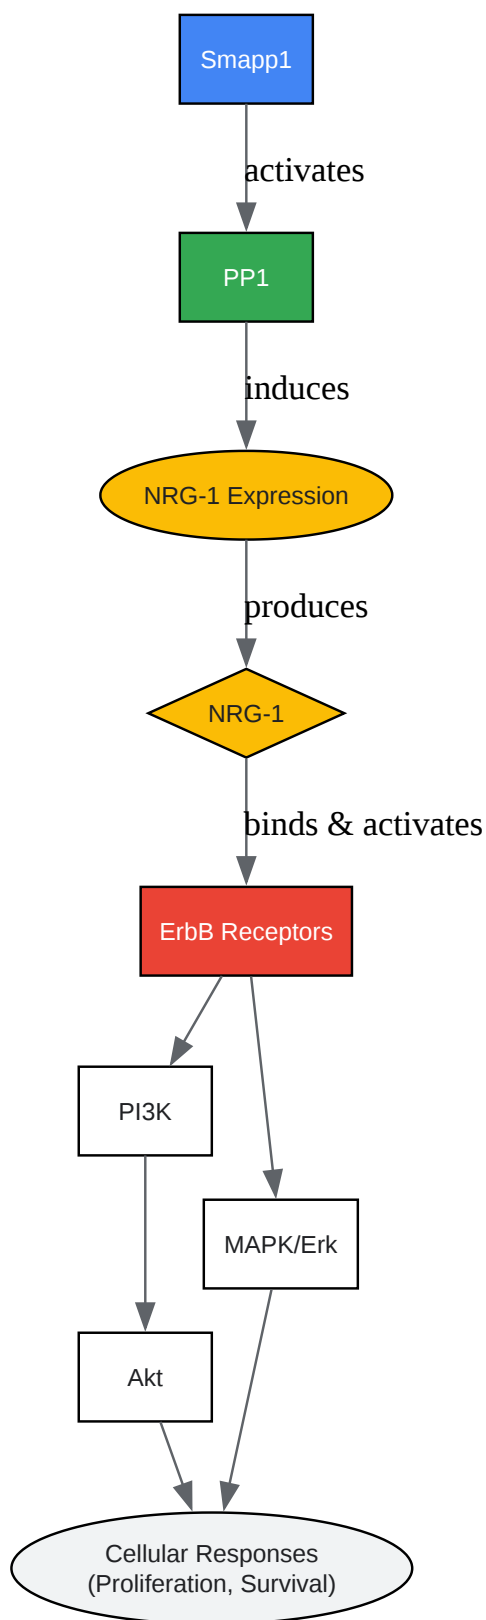 Smapp1
activates
PP1
induces
NRG-1 Expression
produces
NRG-1
binds & activates
ErbB Receptors
PI3K
MAPK/Erk
Akt
Cellular Responses
(Proliferation, Survival)